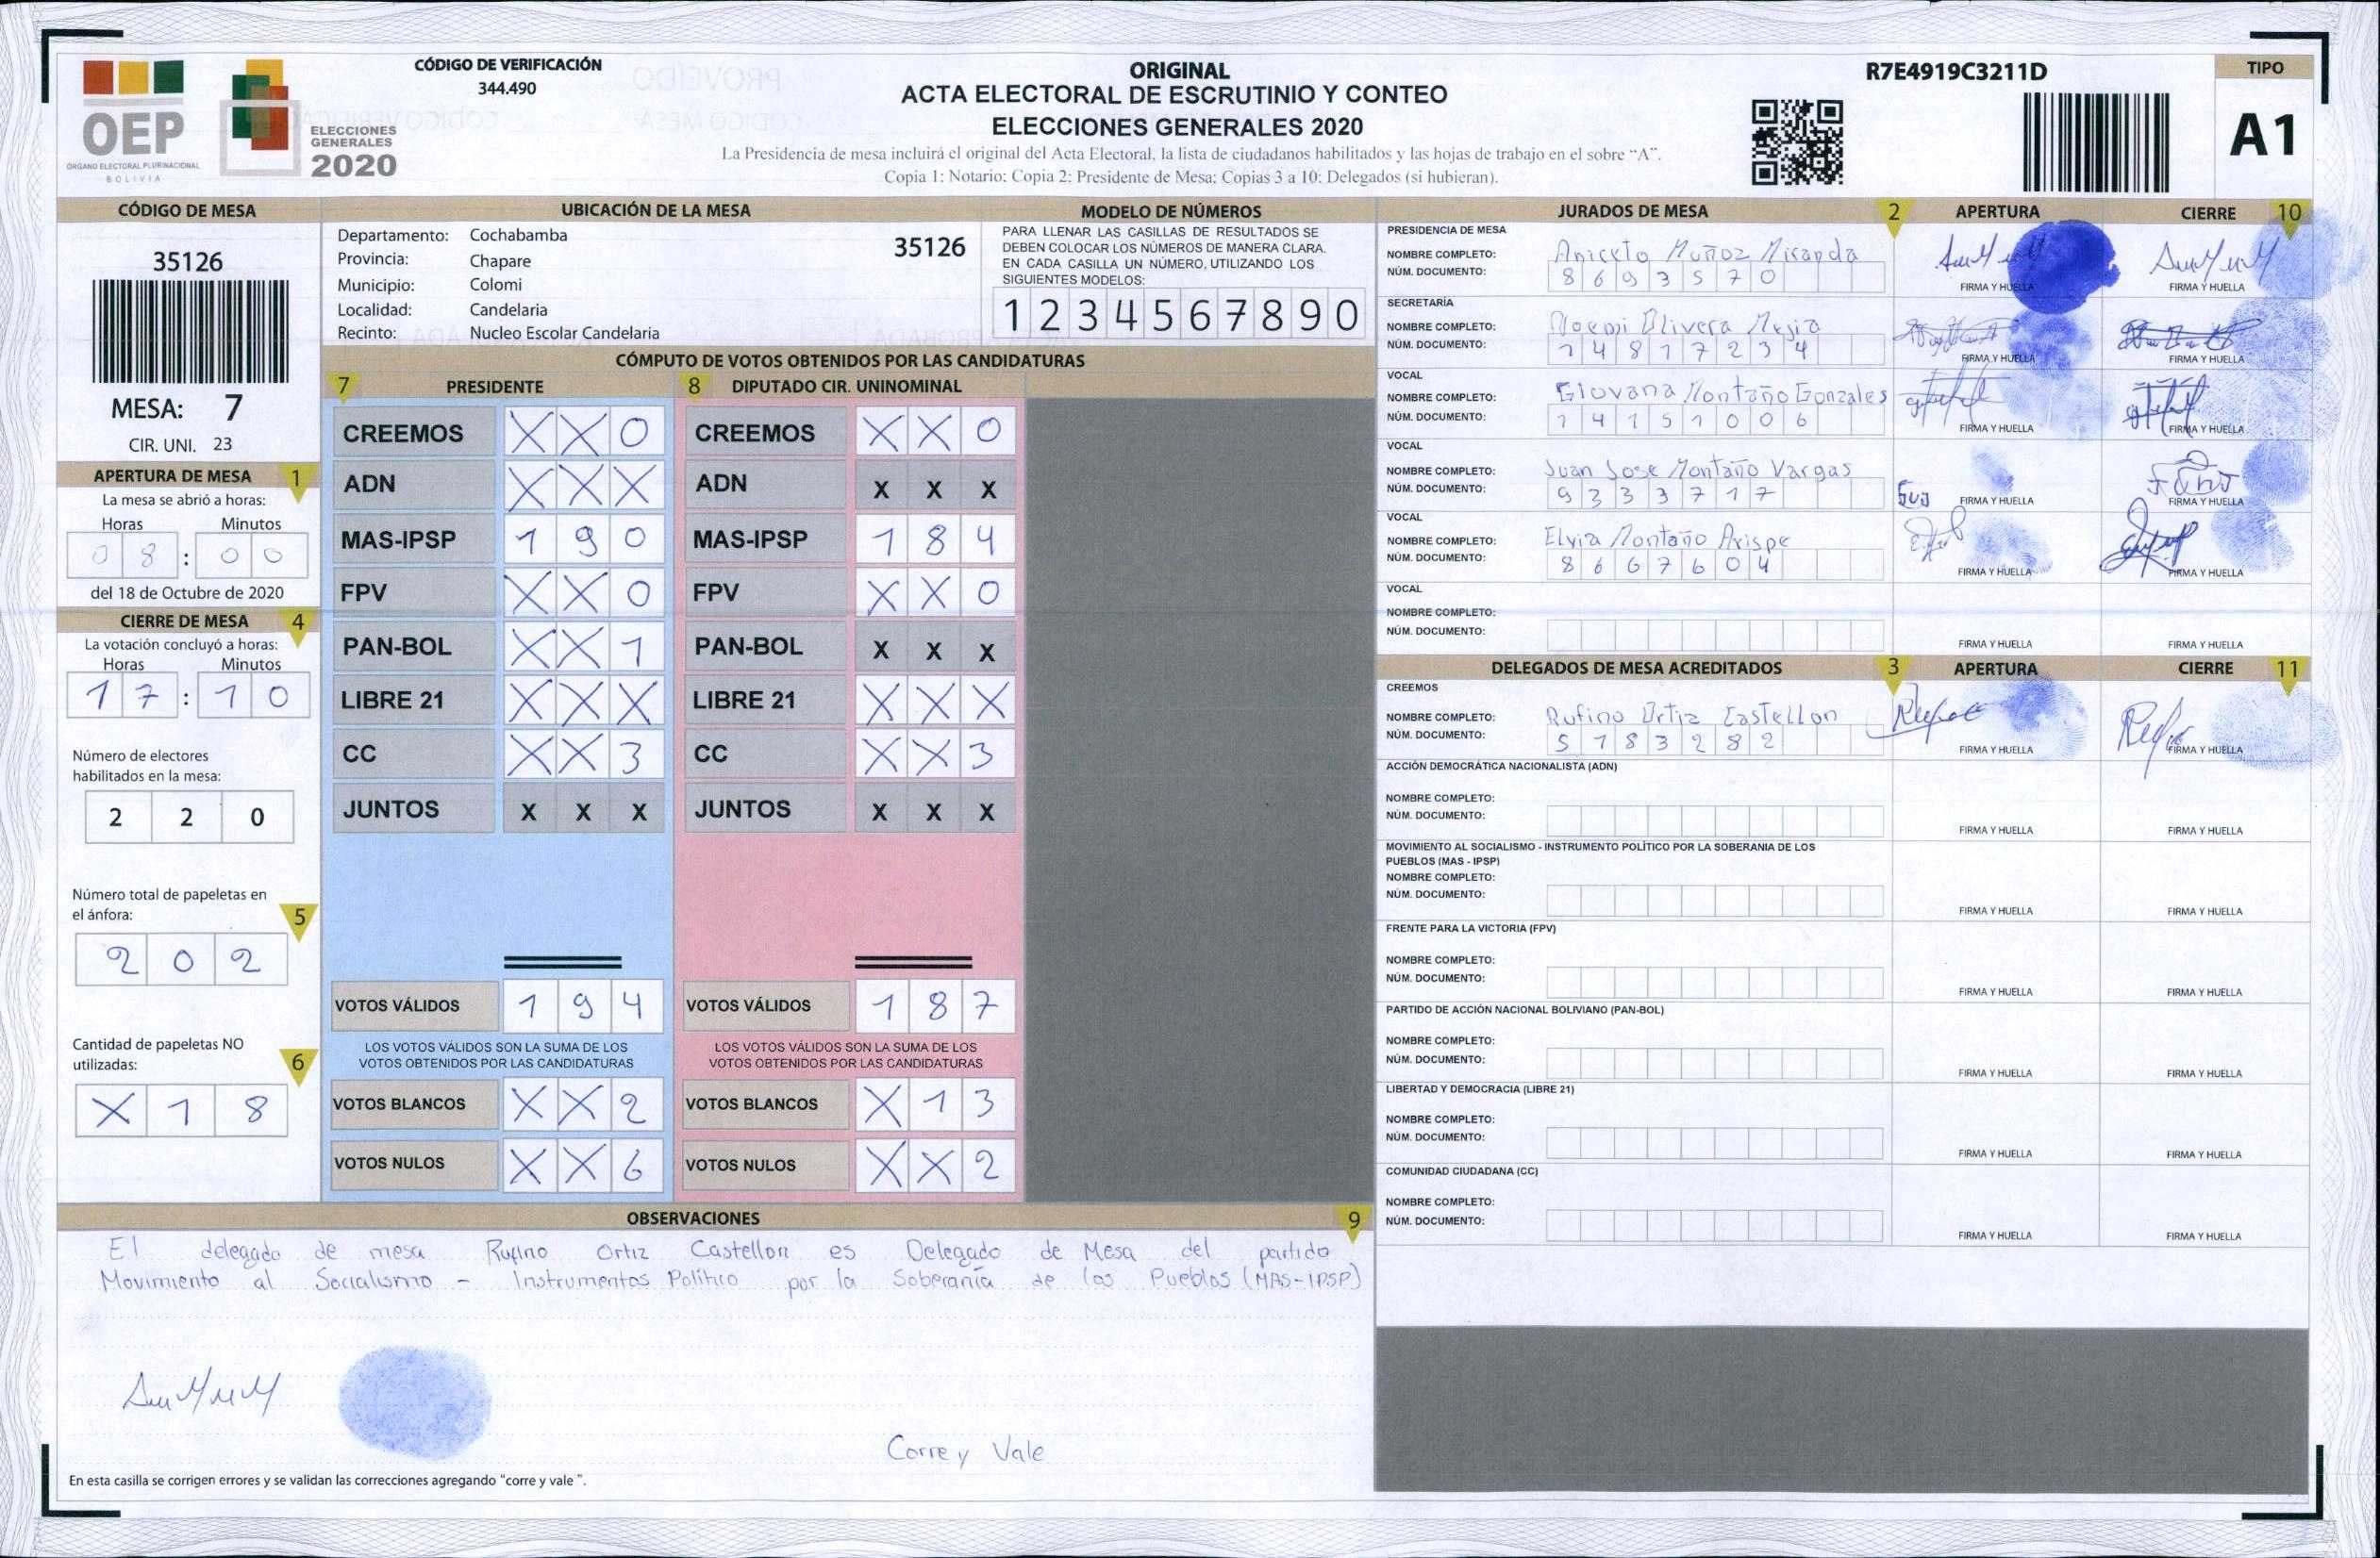 CÓDIGO DE VERIFICACIÓN
344.490
OEP
ÓRGANO ELECTORAL PLURINACIONAL
BOLIVIA
ELECCIONES
GENERALES
2020
ORIGINAL
ACTA ELECTORAL DE ESCRUTINIO Y CONTEO
ELECCIONES GENERALES 2020
La Presidencia de mesa incluirá el original del Acta Electoral, la lista de ciudadanos habilitados y las hojas de trabajo en el sobre “A”.
Copia 1: Notario; Copia 2: Presidente de Mesa; Copias 3 a 10: Delegados (si hubieran).
R7E4919C3211D
TIPO
A1
CÓDIGO DE MESA
35126
MESA: 7
CIR. UNI. 23
APERTURA DE MESA 1
La mesa se abrió a horas:
Horas Minutos
0 8 : 0 0
del 18 de Octubre de 2020
CIERRE DE MESA 4
La votación concluyó a horas:
Horas Minutos
1 7 : 1 0
Número de electores
habilitados en la mesa:
2 2 0
Número total de papeletas en
el ánfora: 5
2 0 2
Cantidad de papeletas NO
utilizadas: 6
X 1 8
UBICACIÓN DE LA MESA
Departamento: Cochabamba 35126
Provincia: Chapare
Municipio: Colomi
Localidad: Candelaria
Recinto: Nucleo Escolar Candelaria
MODELO DE NÚMEROS
PARA LLENAR LAS CASILLAS DE RESULTADOS SE
DEBEN COLOCAR LOS NÚMEROS DE MANERA CLARA.
EN CADA CASILLA UN NÚMERO, UTILIZANDO LOS
SIGUIENTES MODELOS:
1 2 3 4 5 6 7 8 9 0
CÓMPUTO DE VOTOS OBTENIDOS POR LAS CANDIDATURAS
7 PRESIDENTE 8 DIPUTADO CIR. UNINOMINAL
CREEMOS X X 0 CREEMOS X X 0
ADN X X X ADN X X X
MAS-IPSP 1 9 0 MAS-IPSP 1 8 4
FPV X X 0 FPV X X 0
PAN-BOL X X 1 PAN-BOL X X X
LIBRE 21 X X X LIBRE 21 X X X
CC X X 3 CC X X 3
JUNTOS X X X JUNTOS X X X
VOTOS VÁLIDOS 1 9 4 VOTOS VÁLIDOS 1 8 7
LOS VOTOS VÁLIDOS SON LA SUMA DE LOS LOS VOTOS VÁLIDOS SON LA SUMA DE LOS
VOTOS OBTENIDOS POR LAS CANDIDATURAS VOTOS OBTENIDOS POR LAS CANDIDATURAS
VOTOS BLANCOS X X 2 VOTOS BLANCOS X 1 3
VOTOS NULOS X X 6 VOTOS NULOS X X 2
OBSERVACIONES 9
El delegado de mesa Rufino Ortiz Castellon es Delegado de Mesa del partido
Movimiento al Socialismo - Instrumentos Político por la Soberanía de los Pueblos (MAS-IPSP)
Corre y Vale
En esta casilla se corrigen errores y se validan las correcciones agregando “corre y vale ”.
JURADOS DE MESA 2 APERTURA CIERRE 10
PRESIDENCIA DE MESA
NOMBRE COMPLETO: Aniceto Muñoz Miranda
NÚM. DOCUMENTO: 8 6 9 3 5 7 0
FIRMA Y HUELLA FIRMA Y HUELLA
SECRETARÍA
NOMBRE COMPLETO: Noemi Olivera Mejia
NÚM. DOCUMENTO: 1 4 8 1 7 2 3 4
FIRMA Y HUELLA FIRMA Y HUELLA
VOCAL
NOMBRE COMPLETO: Giovana Montaño Gonzales
NÚM. DOCUMENTO: 1 4 1 5 1 0 0 6
FIRMA Y HUELLA FIRMA Y HUELLA
VOCAL
NOMBRE COMPLETO: Juan Jose Montaño Vargas
NÚM. DOCUMENTO: 9 3 3 3 7 1 7
FIRMA Y HUELLA FIRMA Y HUELLA
VOCAL
NOMBRE COMPLETO: Elvia Montaño Arispe
NÚM. DOCUMENTO: 8 6 6 7 6 0 4
FIRMA Y HUELLA FIRMA Y HUELLA
VOCAL
NOMBRE COMPLETO:
NÚM. DOCUMENTO:
FIRMA Y HUELLA FIRMA Y HUELLA
DELEGADOS DE MESA ACREDITADOS 3 APERTURA CIERRE 11
CREEMOS
NOMBRE COMPLETO: Rufino Ortiz Castellon
NÚM. DOCUMENTO: 5 1 8 3 2 8 2
FIRMA Y HUELLA FIRMA Y HUELLA
ACCIÓN DEMOCRÁTICA NACIONALISTA (ADN)
NOMBRE COMPLETO:
NÚM. DOCUMENTO:
FIRMA Y HUELLA FIRMA Y HUELLA
MOVIMIENTO AL SOCIALISMO - INSTRUMENTO POLÍTICO POR LA SOBERANIA DE LOS
PUEBLOS (MAS - IPSP)
NOMBRE COMPLETO:
NÚM. DOCUMENTO:
FIRMA Y HUELLA FIRMA Y HUELLA
FRENTE PARA LA VICTORIA (FPV)
NOMBRE COMPLETO:
NÚM. DOCUMENTO:
FIRMA Y HUELLA FIRMA Y HUELLA
PARTIDO DE ACCIÓN NACIONAL BOLIVIANO (PAN-BOL)
NOMBRE COMPLETO:
NÚM. DOCUMENTO:
FIRMA Y HUELLA FIRMA Y HUELLA
LIBERTAD Y DEMOCRACIA (LIBRE 21)
NOMBRE COMPLETO:
NÚM. DOCUMENTO:
FIRMA Y HUELLA FIRMA Y HUELLA
COMUNIDAD CIUDADANA (CC)
NOMBRE COMPLETO:
NÚM. DOCUMENTO:
FIRMA Y HUELLA FIRMA Y HUELLA